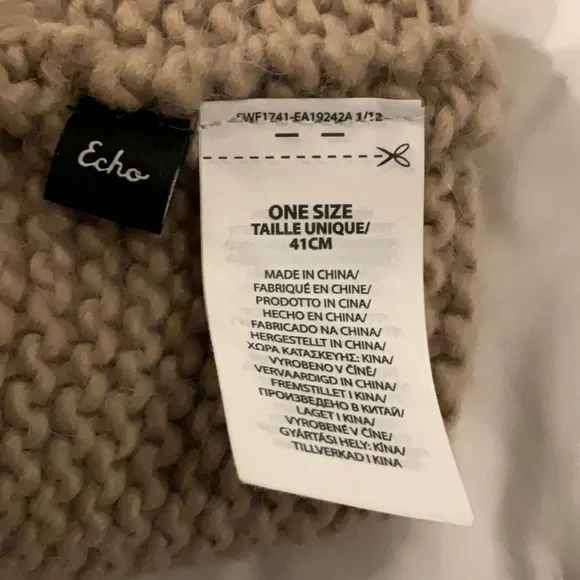 Echo
SWF1741-EA19242A 1/12
ONE SIZE
TAILLE UNIQUE/
41CM
MADE IN CHINA/
FABRIQUÉ EN CHINE/
PRODOTTO IN CINA/
HECHO EN CHINA/
FABRICADO NA CHINA/
HERGESTELLT IN CHINA/
ΧΩΡΑ ΚΑΤΑΣΚΕΥΗΣ: ΚΙΝΑ/
VYROBENO V ČÍNĚ/
VERVAARDIGD IN CHINA/
FREMSTILLET I KINA/
ПРОИЗВЕДЕНО В КИТАЙ/
LAGET I KINA/
VYROBENÉ V ČÍNE/
GYÁRTÁSI HELY: KÍNA/
TILLVERKAD I KINA